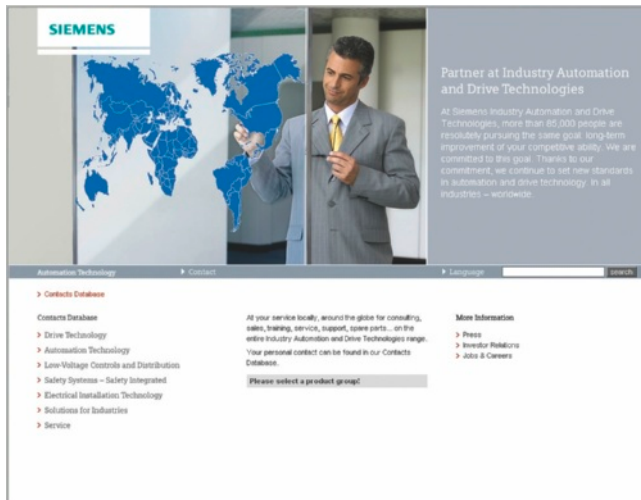 SIEMENS
Partner at Industry Automation
and Drive Technologies
At Siemens Industry Automation and Drive
Technologies, more than 85,000 people are
resolutely pursuing the same goal: long-term
improvement of your competitive ability. We are
committed to this goal. Thanks to our
commitment, we continue to set new standards
in automation and drive technology. In all
industries – worldwide.
Automation Technology
Contact
Language
search
Contacts Database
Contacts Database
Drive Technology
Automation Technology
Low-Voltage Controls and Distribution
Safety Systems – Safety Integrated
Electrical Installation Technology
Solutions for Industries
Service
At your service locally, around the globe for consulting,
sales, training, service, support, spare parts... on the
entire Industry Automation and Drive Technologies range.
Your personal contact can be found in our Contacts
Database.
Please select a product group!
More Information
Press
Investor Relations
Jobs & Careers